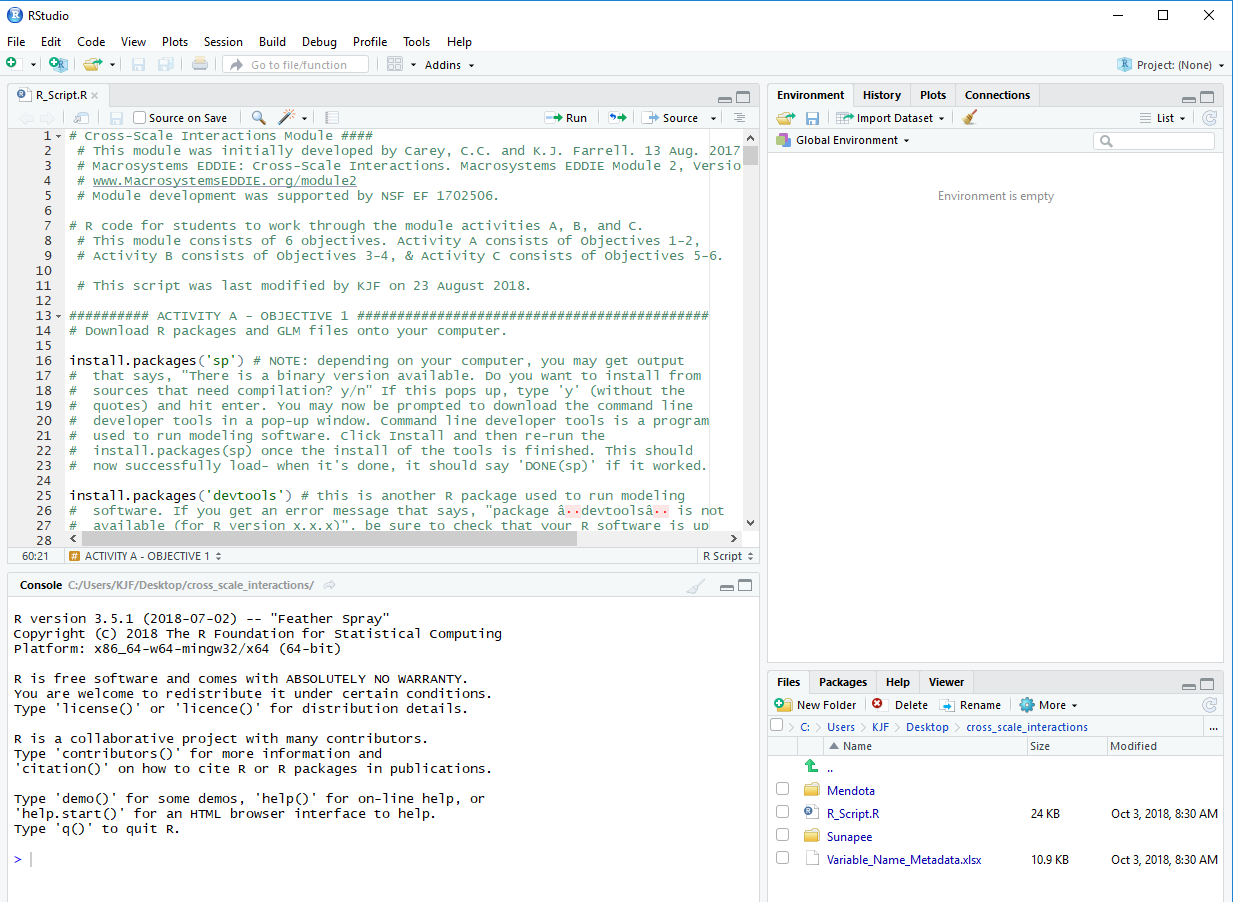 RStudio
File Edit Code View Plots Session Build Debug Profile Tools Help
Go to file/function Addins Project: (None)
R_Script.R
Source on Save Run Source
1 # Cross-Scale Interactions Module ####
2 # This module was initially developed by Carey, C.C. and K.J. Farrell. 13 Aug. 2017
3 # Macrosystems EDDIE: Cross-Scale Interactions. Macrosystems EDDIE Module 2, Versio
4 # www.MacrosystemsEDDIE.org/module2
5 # Module development was supported by NSF EF 1702506.
6
7 # R code for students to work through the module activities A, B, and C.
8 # This module consists of 6 objectives. Activity A consists of Objectives 1-2,
9 # Activity B consists of Objectives 3-4, & Activity C consists of Objectives 5-6.
10
11 # This script was last modified by KJF on 23 August 2018.
12
13 ########## ACTIVITY A - OBJECTIVE 1 ############################################
14 # Download R packages and GLM files onto your computer.
15
16 install.packages('sp') # NOTE: depending on your computer, you may get output
17 #  that says, "There is a binary version available. Do you want to install from
18 #  sources that need compilation? y/n" If this pops up, type 'y' (without the
19 #  quotes) and hit enter. You may now be prompted to download the command line
20 #  developer tools in a pop-up window. Command line developer tools is a program
21 #  used to run modeling software. Click Install and then re-run the
22 #  install.packages(sp) once the install of the tools is finished. This should
23 #  now successfully load- when it's done, it should say 'DONE(sp)' if it worked.
24
25 install.packages('devtools') # this is another R package used to run modeling
26 #  software. If you get an error message that says, "package â··devtoolsâ·· is not
27 #  available (for R version x.x.x)", be sure to check that your R software is up
28
60:21 # ACTIVITY A - OBJECTIVE 1 R Script
Console C:/Users/KJF/Desktop/cross_scale_interactions/
R version 3.5.1 (2018-07-02) -- "Feather Spray"
Copyright (C) 2018 The R Foundation for Statistical Computing
Platform: x86_64-w64-mingw32/x64 (64-bit)
R is free software and comes with ABSOLUTELY NO WARRANTY.
You are welcome to redistribute it under certain conditions.
Type 'license()' or 'licence()' for distribution details.
R is a collaborative project with many contributors.
Type 'contributors()' for more information and
'citation()' on how to cite R or R packages in publications.
Type 'demo()' for some demos, 'help()' for on-line help, or
'help.start()' for an HTML browser interface to help.
Type 'q()' to quit R.
>
Environment History Plots Connections
Import Dataset List
Global Environment
Environment is empty
Files Packages Help Viewer
New Folder Delete Rename More
C: Users KJF Desktop cross_scale_interactions ...
Name Size Modified
..
Mendota
R_Script.R 24 KB Oct 3, 2018, 8:30 AM
Sunapee
Variable_Name_Metadata.xlsx 10.9 KB Oct 3, 2018, 8:30 AM